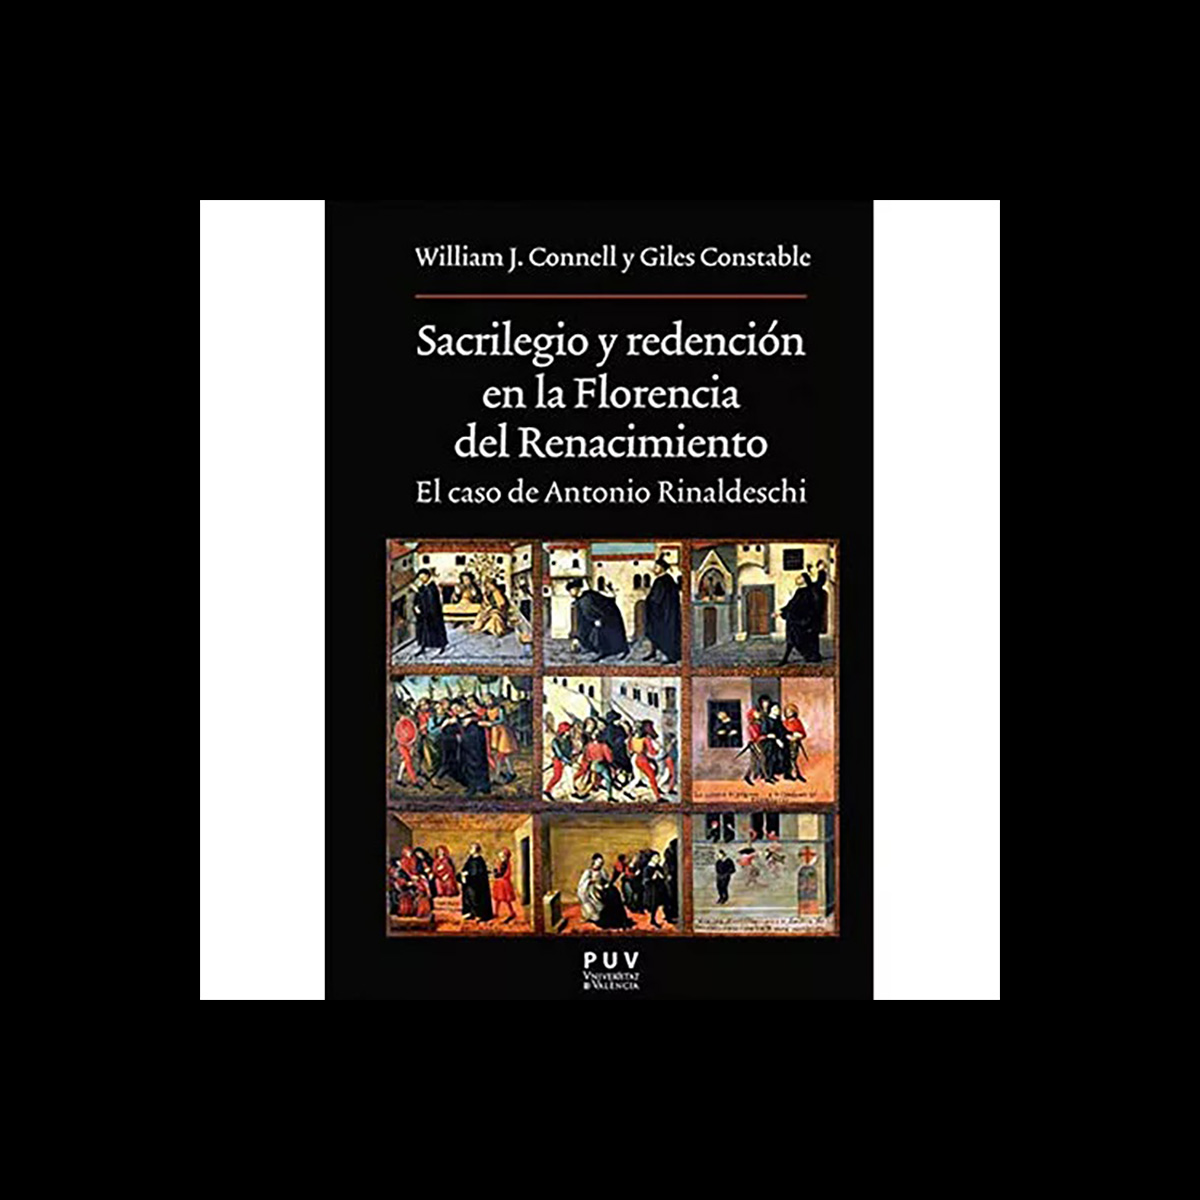 William J. Connell y Giles Constable
Sacrilegio y redención
en la Florencia
del Renacimiento
El caso de Antonio Rinaldeschi
PUV
VNIVERSITAT
DE VALÈNCIA